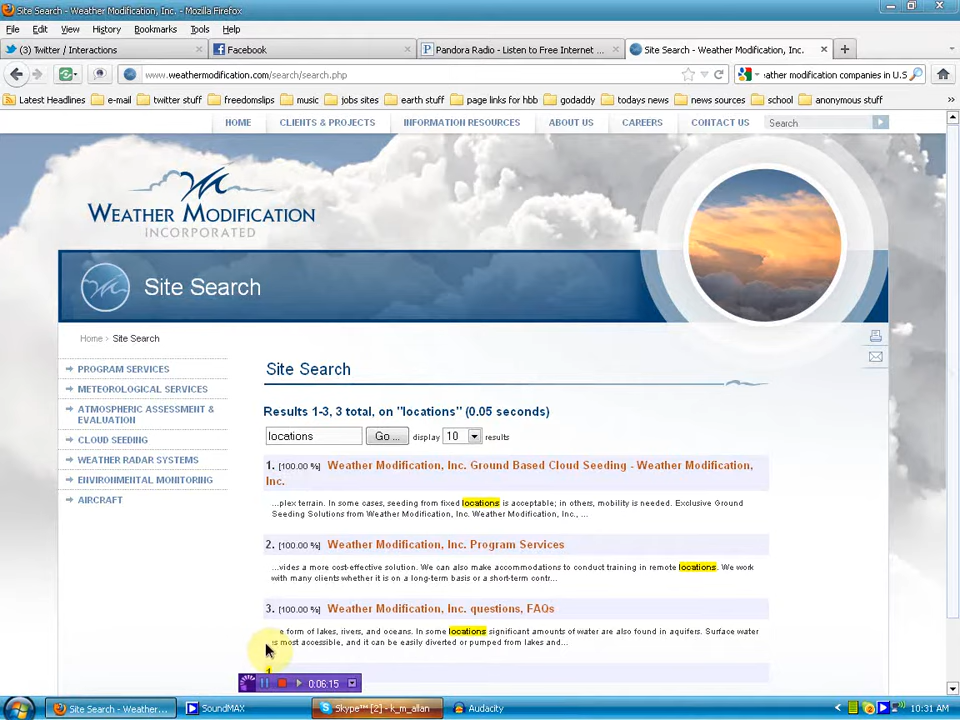 Site Search - Weather Modification, Inc. - Mozilla Firefox
File Edit View History Bookmarks Tools Help
(3) Twitter / Interactions × Facebook × Pandora Radio - Listen to Free Internet ... × Site Search - Weather Modification, Inc. × +
www.weathermodification.com/search/search.php ather modification companies in U.S
Latest Headlines e-mail twitter stuff freedomslips music jobs sites earth stuff page links for hbb godaddy todays news news sources school anonymous stuff »
HOME CLIENTS & PROJECTS INFORMATION RESOURCES ABOUT US CAREERS CONTACT US Search
WEATHER MODIFICATION
INCORPORATED
Site Search
Home > Site Search
PROGRAM SERVICES
METEOROLOGICAL SERVICES
ATMOSPHERIC ASSESSMENT &
EVALUATION
CLOUD SEEDING
WEATHER RADAR SYSTEMS
ENVIRONMENTAL MONITORING
AIRCRAFT
Site Search
Results 1-3, 3 total, on "locations" (0.05 seconds)
locations Go ... display 10 results
1. [100.00 %] Weather Modification, Inc. Ground Based Cloud Seeding - Weather Modification,
Inc.
...plex terrain. In some cases, seeding from fixed locations is acceptable; in others, mobility is needed. Exclusive Ground
Seeding Solutions from Weather Modification, Inc. Weather Modification, Inc., ...
2. [100.00 %] Weather Modification, Inc. Program Services
...vides a more cost-effective solution. We can also make accommodations to conduct training in remote locations. We work
with many clients whether it is on a long-term basis or a short-term contr...
3. [100.00 %] Weather Modification, Inc. questions, FAQs
e form of lakes, rivers, and oceans. In some locations significant amounts of water are also found in aquifers. Surface water
is most accessible, and it can be easily diverted or pumped from lakes and...
1
0:06:15
Site Search - Weather... SoundMAX Skype™ [2] - k_m_allan Audacity 10:31 AM